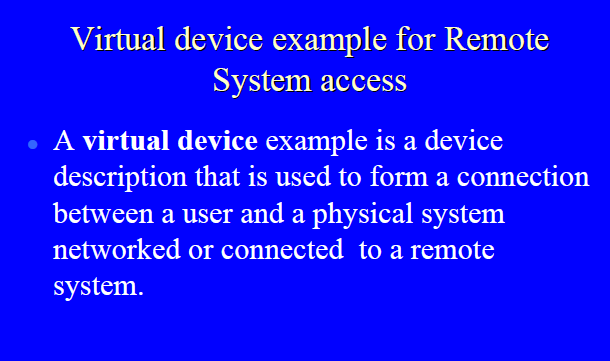 Virtual device example for Remote
System access
• A virtual device example is a device
description that is used to form a connection
between a user and a physical system
networked or connected  to a remote
system.